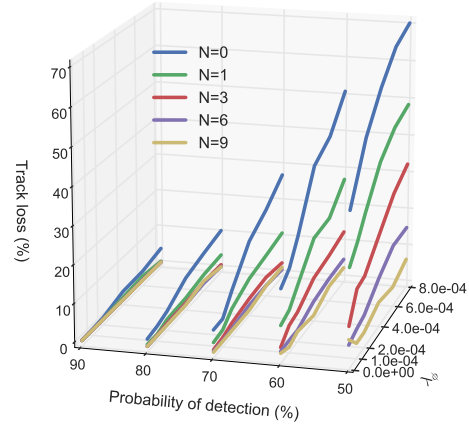 N=0
N=1
N=3
N=6
N=9
Track loss (%)
70
60
50
40
30
20
10
0
90
80
70
60
50
Probability of detection (%)
8.0e-04
6.0e-04
4.0e-04
2.0e-04
1.0e-04
0.0e+00